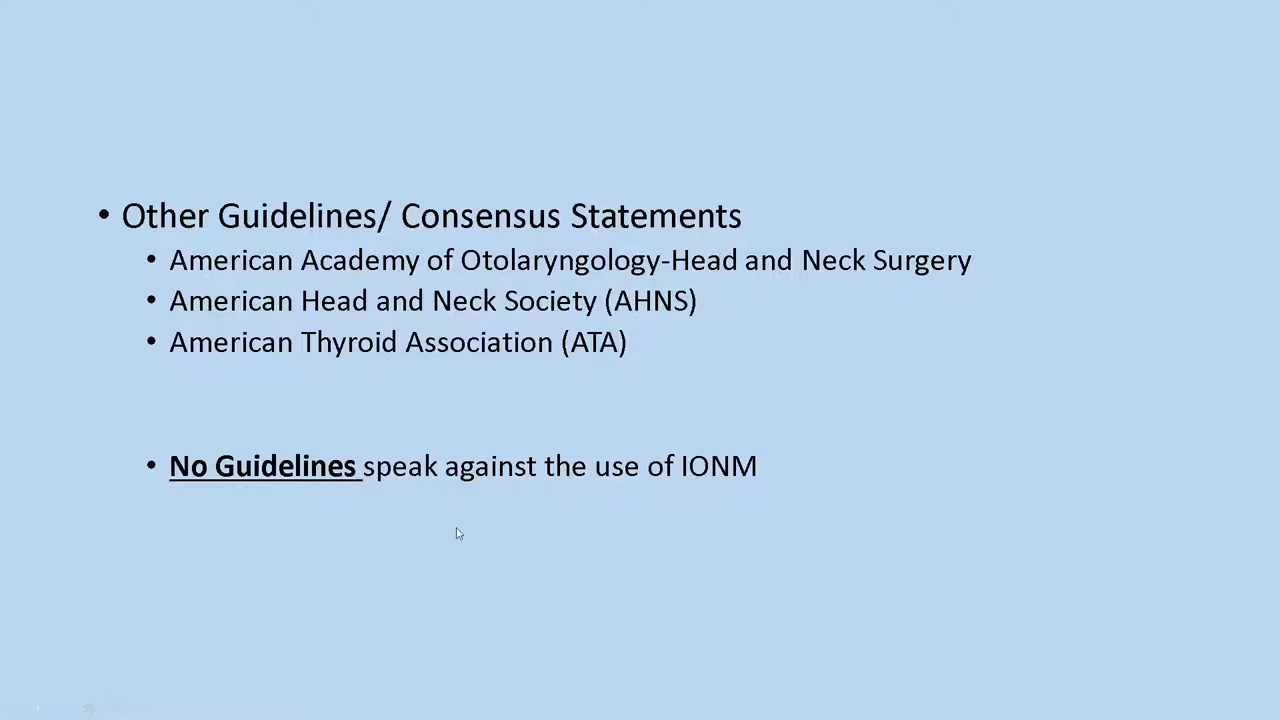 • Other Guidelines/ Consensus Statements
• American Academy of Otolaryngology-Head and Neck Surgery
• American Head and Neck Society (AHNS)
• American Thyroid Association (ATA)
• No Guidelines speak against the use of IONM